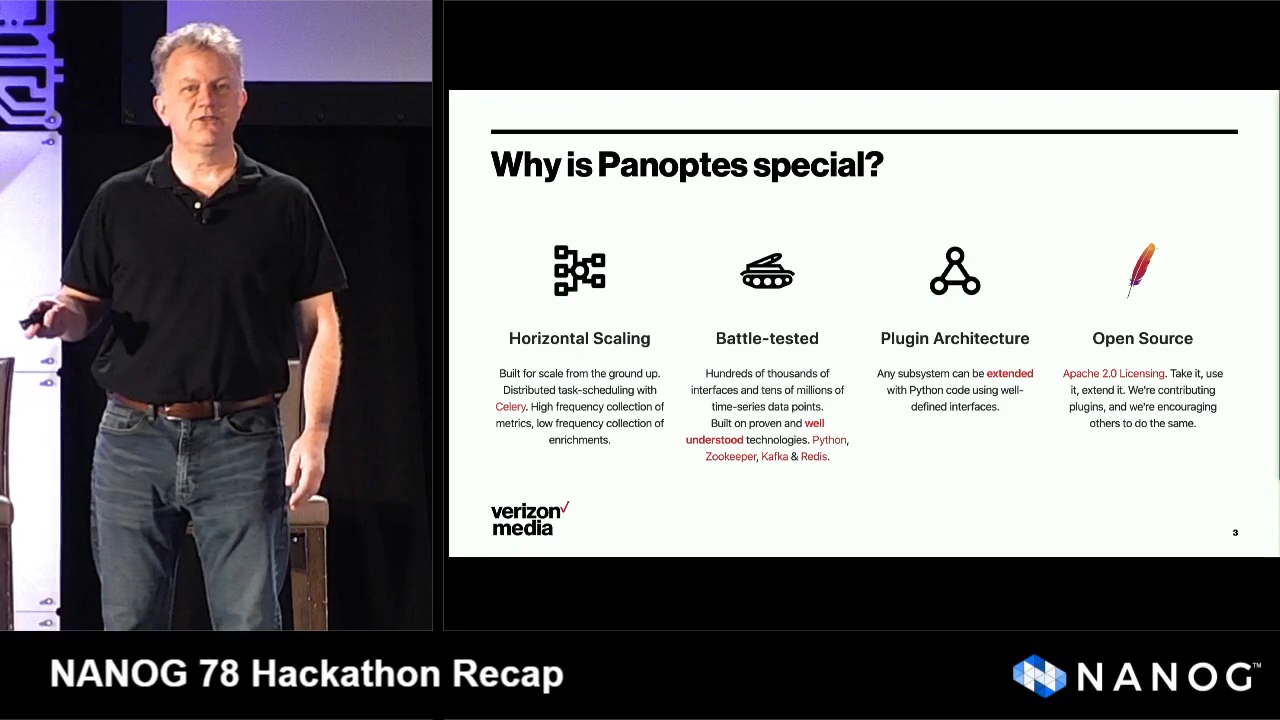 Why is Panoptes special?
Horizontal Scaling
Built for scale from the ground up.
Distributed task-scheduling with
Celery. High frequency collection of
metrics, low frequency collection of
enrichments.
Battle-tested
Hundreds of thousands of
interfaces and tens of millions of
time-series data points.
Built on proven and well
understood technologies. Python,
Zookeeper, Kafka & Redis.
Plugin Architecture
Any subsystem can be extended
with Python code using well-
defined interfaces.
Open Source
Apache 2.0 Licensing. Take it, use
it, extend it. We're contributing
plugins, and we're encouraging
others to do the same.
verizon✓
media
3
NANOG 78 Hackathon Recap
NANOG™